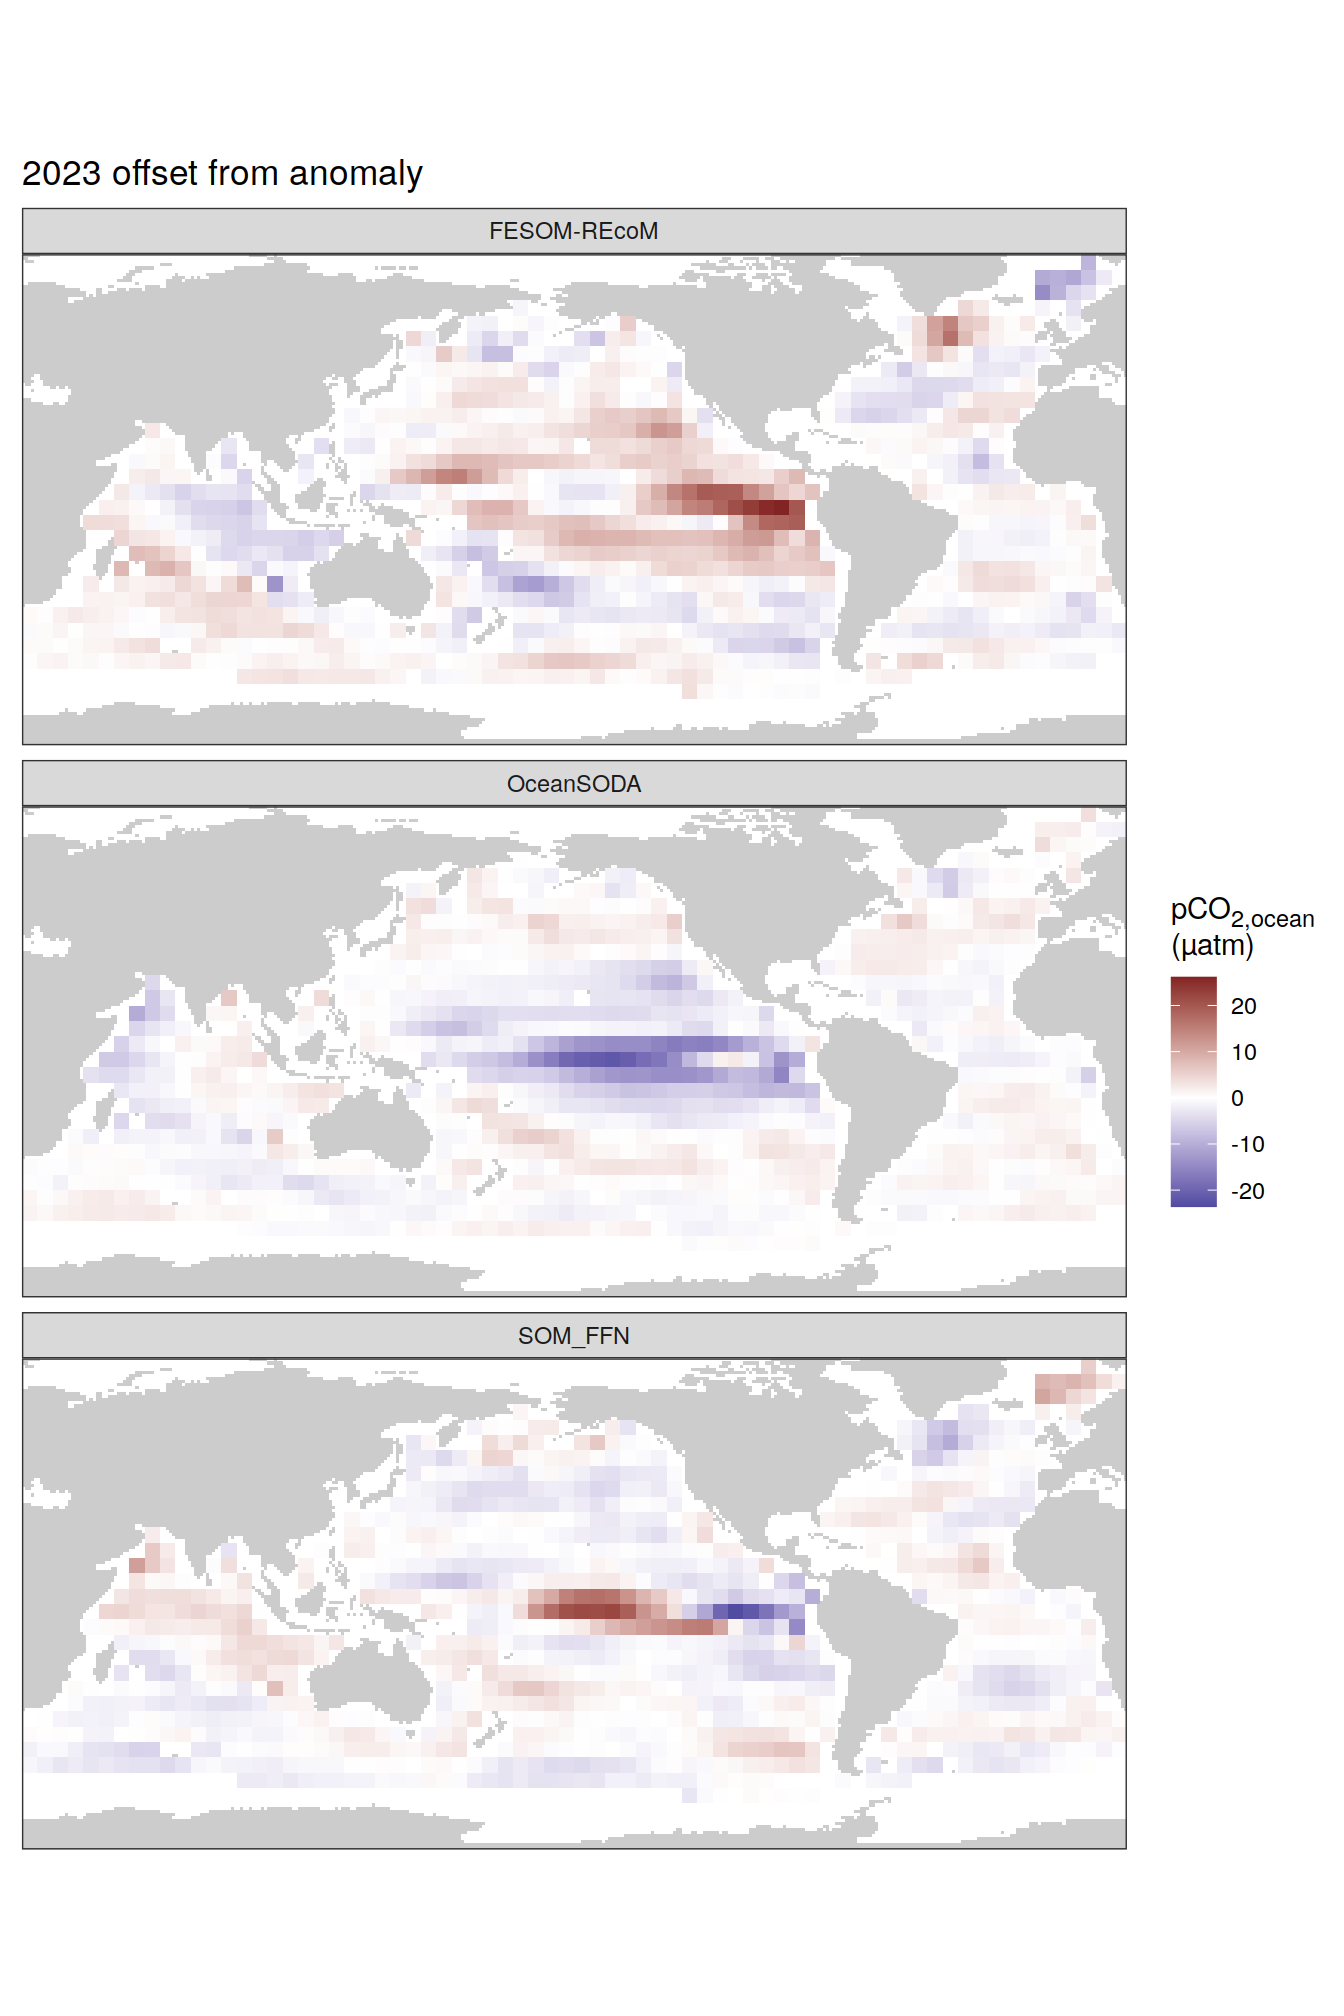 2023 offset from anomaly
FESOM-REcoM
OceanSODA
SOM_FFN
pCO2,ocean
(µatm)
20
10
0
-10
-20